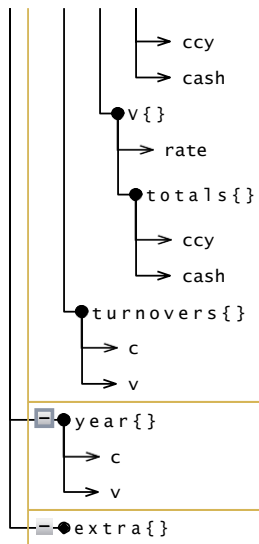 ccy
cash
v{}
rate
totals{}
ccy
cash
turnovers{}
c
v
year{}
c
v
extra{}